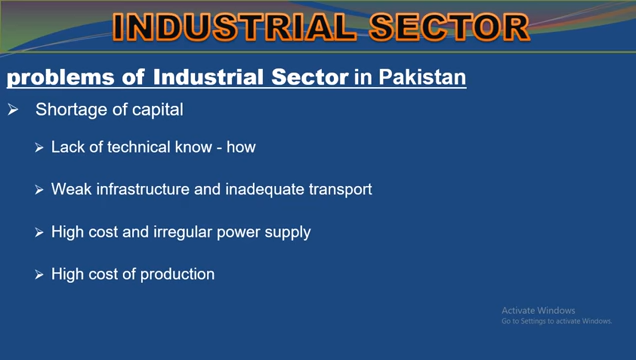 INDUSTRIAL SECTOR
problems of Industrial Sector in Pakistan
Shortage of capital
Lack of technical know - how
Weak infrastructure and inadequate transport
High cost and irregular power supply
High cost of production
Activate Windows
Go to Settings to activate Windows.